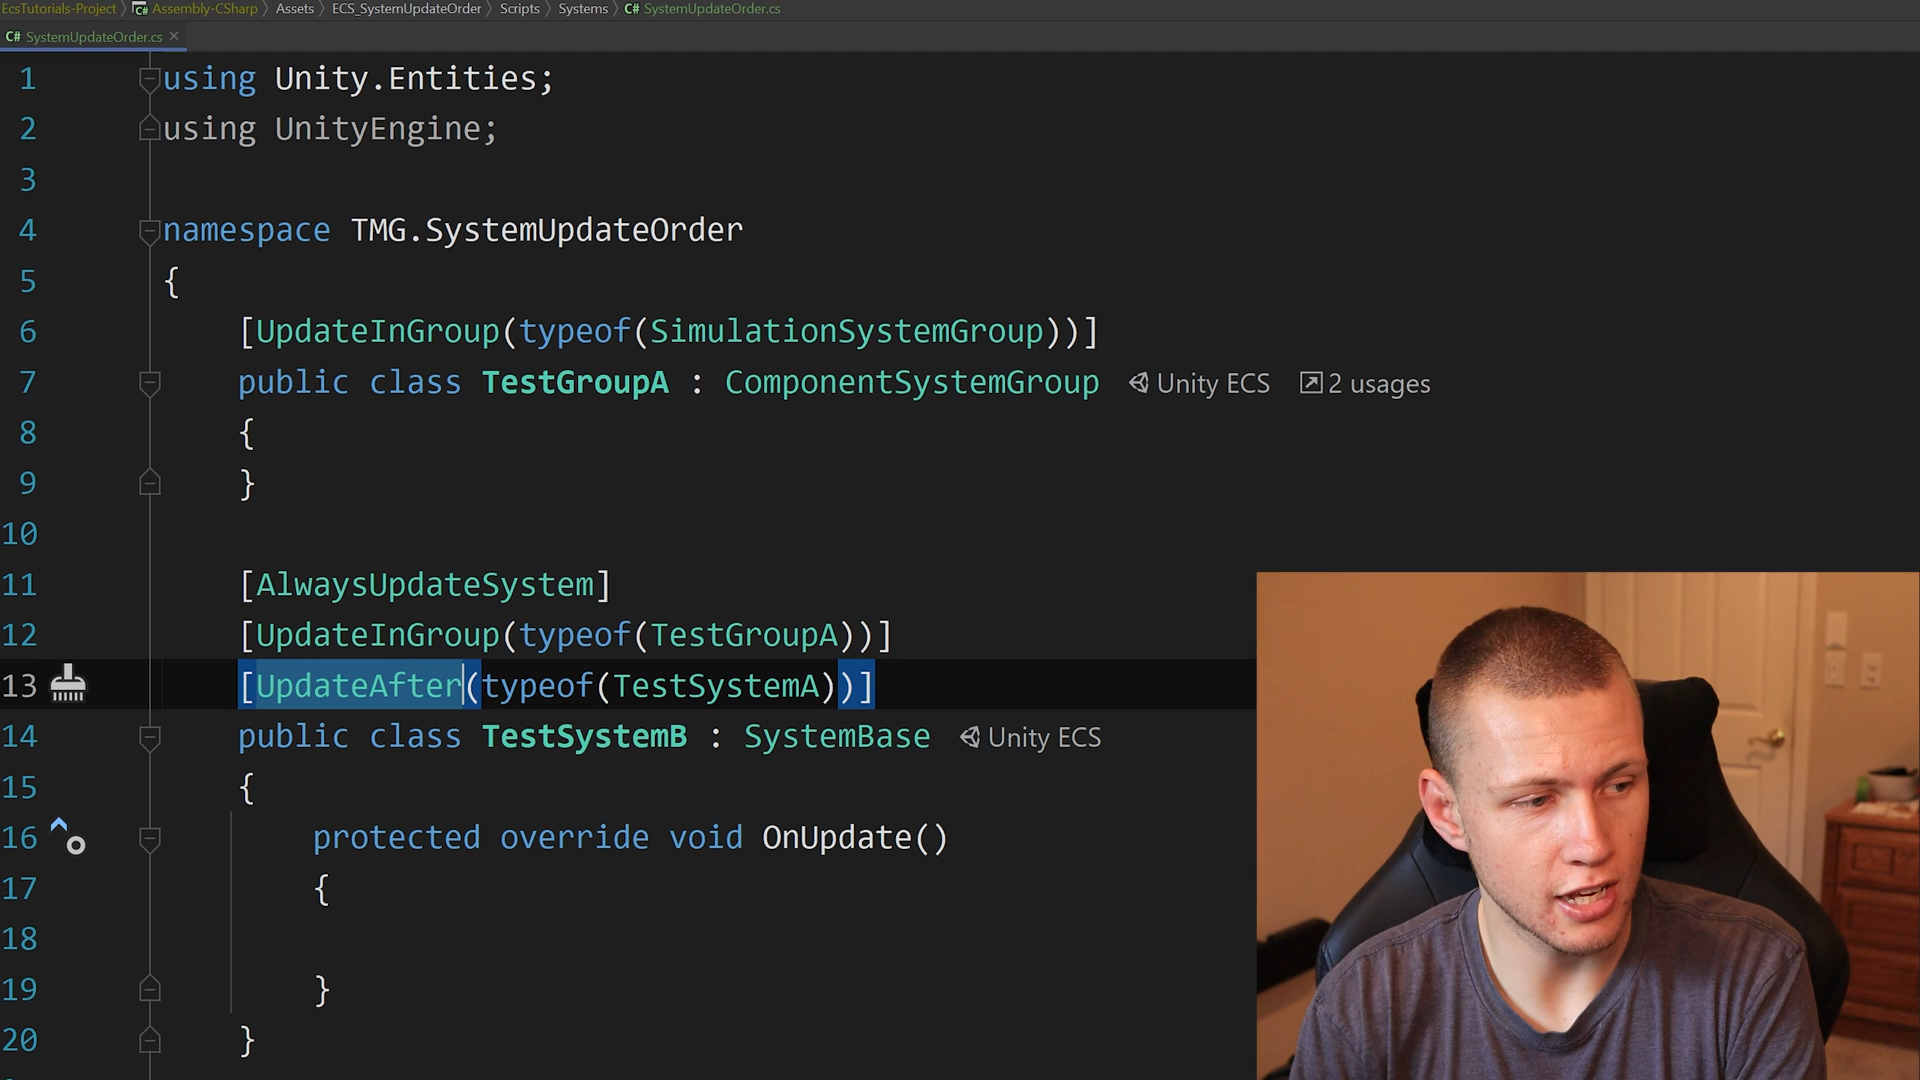 EcsTutorials-Project 〉 C# Assembly-CSharp 〉 Assets 〉 ECS_SystemUpdateOrder 〉 Scripts 〉 Systems 〉 C# SystemUpdateOrder.cs
C# SystemUpdateOrder.cs ×
1 using Unity.Entities;
2 using UnityEngine;
3
4 namespace TMG.SystemUpdateOrder
5 {
6 [UpdateInGroup(typeof(SimulationSystemGroup))]
7 public class TestGroupA : ComponentSystemGroup Unity ECS 2 usages
8 {
9 }
10
11 [AlwaysUpdateSystem]
12 [UpdateInGroup(typeof(TestGroupA))]
13 [UpdateAfter(typeof(TestSystemA))]
14 public class TestSystemB : SystemBase Unity ECS
15 {
16 protected override void OnUpdate()
17 {
18
19 }
20 }